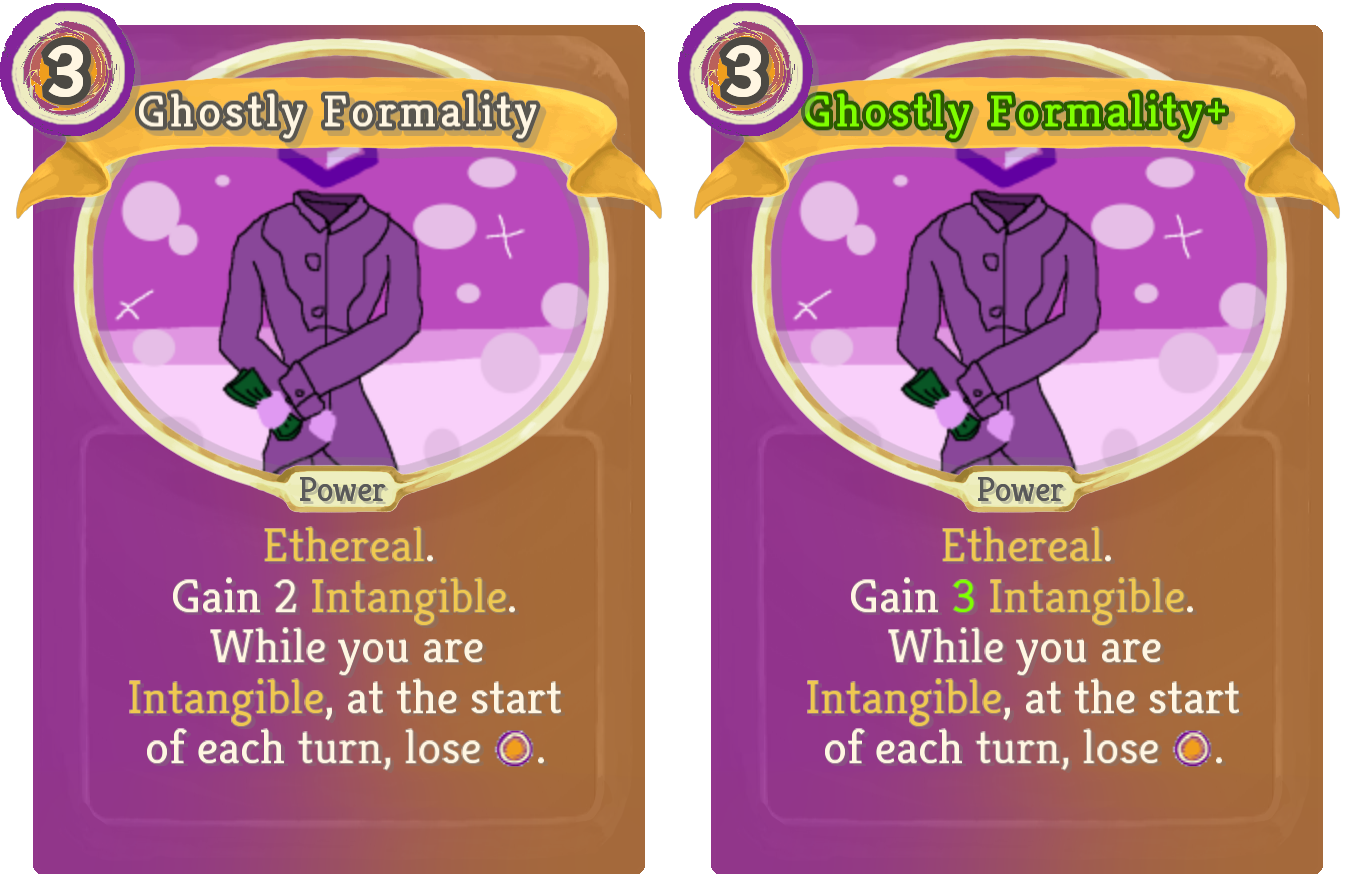 3
Ghostly Formality
Power
Ethereal.
Gain 2 Intangible.
While you are
Intangible, at the start
of each turn, lose .
3
Ghostly Formality+
Power
Ethereal.
Gain 3 Intangible.
While you are
Intangible, at the start
of each turn, lose .